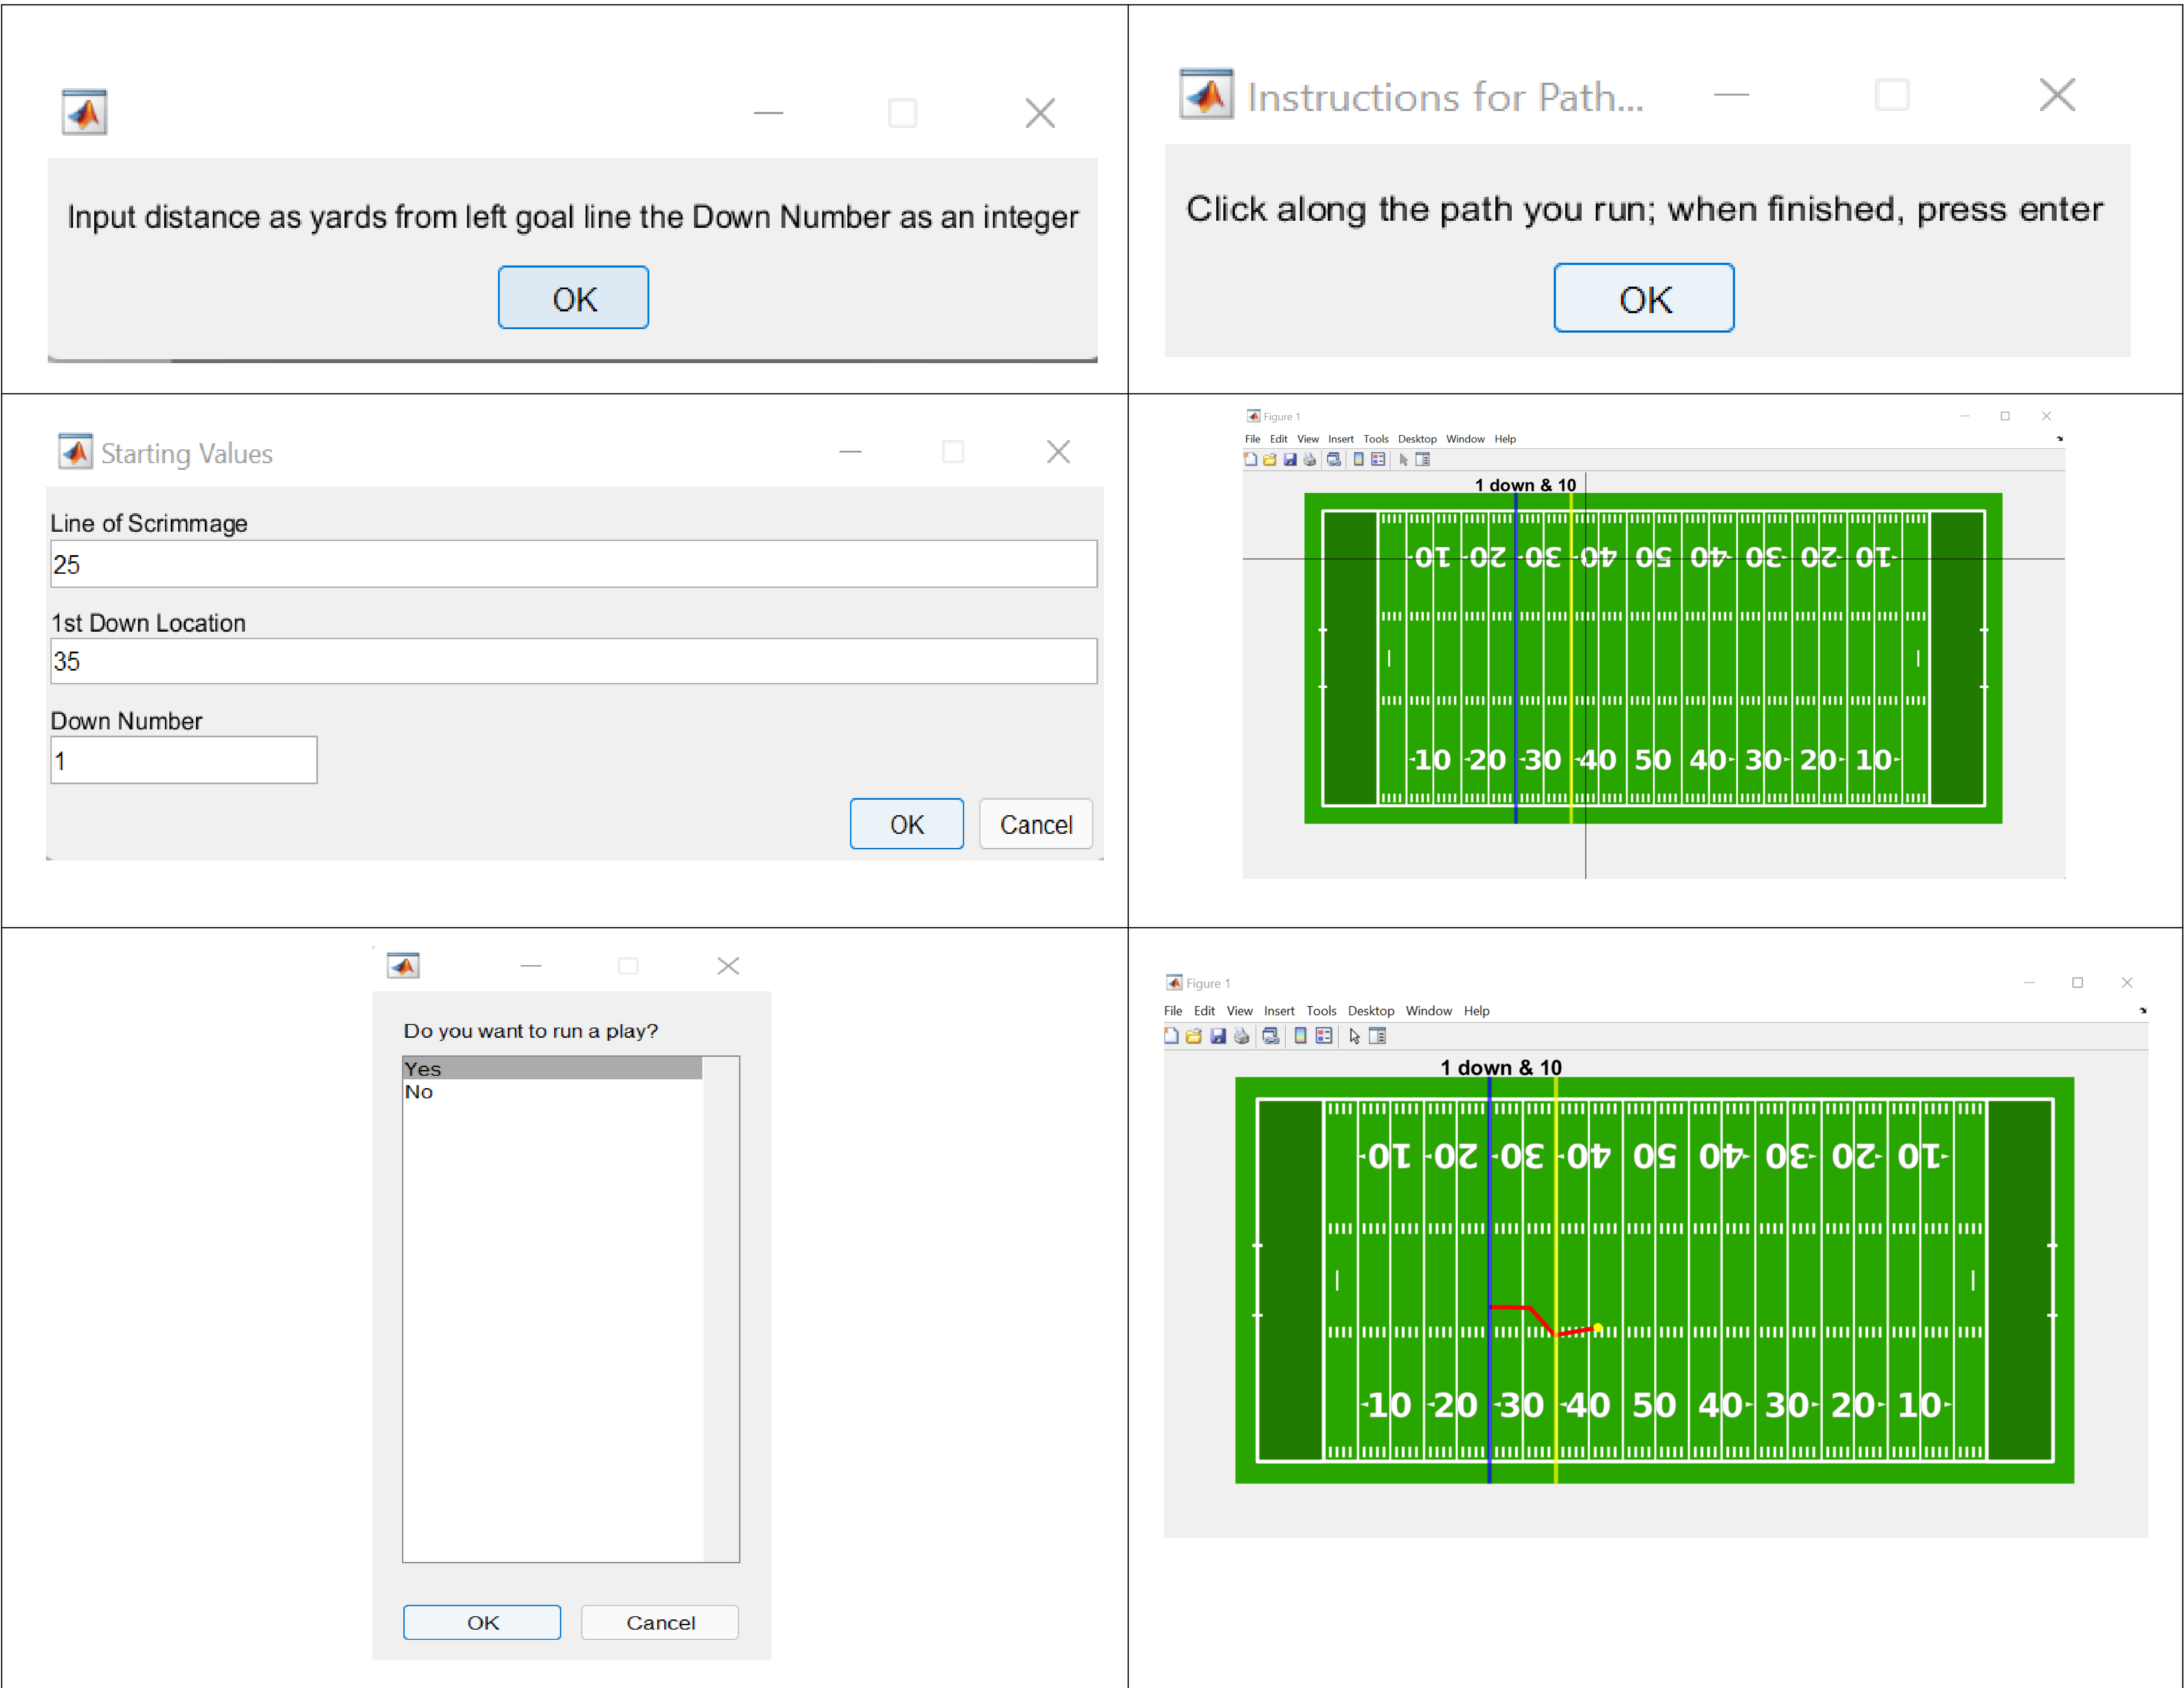 Input distance as yards from left goal line the Down Number as an integer
OK
Instructions for Path...
Click along the path you run; when finished, press enter
OK
Starting Values
Line of Scrimmage
25
1st Down Location
35
Down Number
1
OK Cancel
Figure 1
File Edit View Insert Tools Desktop Window Help
1 down & 10
10 20 30 40 50 40 30 20 10
10 20 30 40 50 40 30 20 10
Do you want to run a play?
Yes
No
OK Cancel
Figure 1
File Edit View Insert Tools Desktop Window Help
1 down & 10
10 20 30 40 50 40 30 20 10
10 20 30 40 50 40 30 20 10